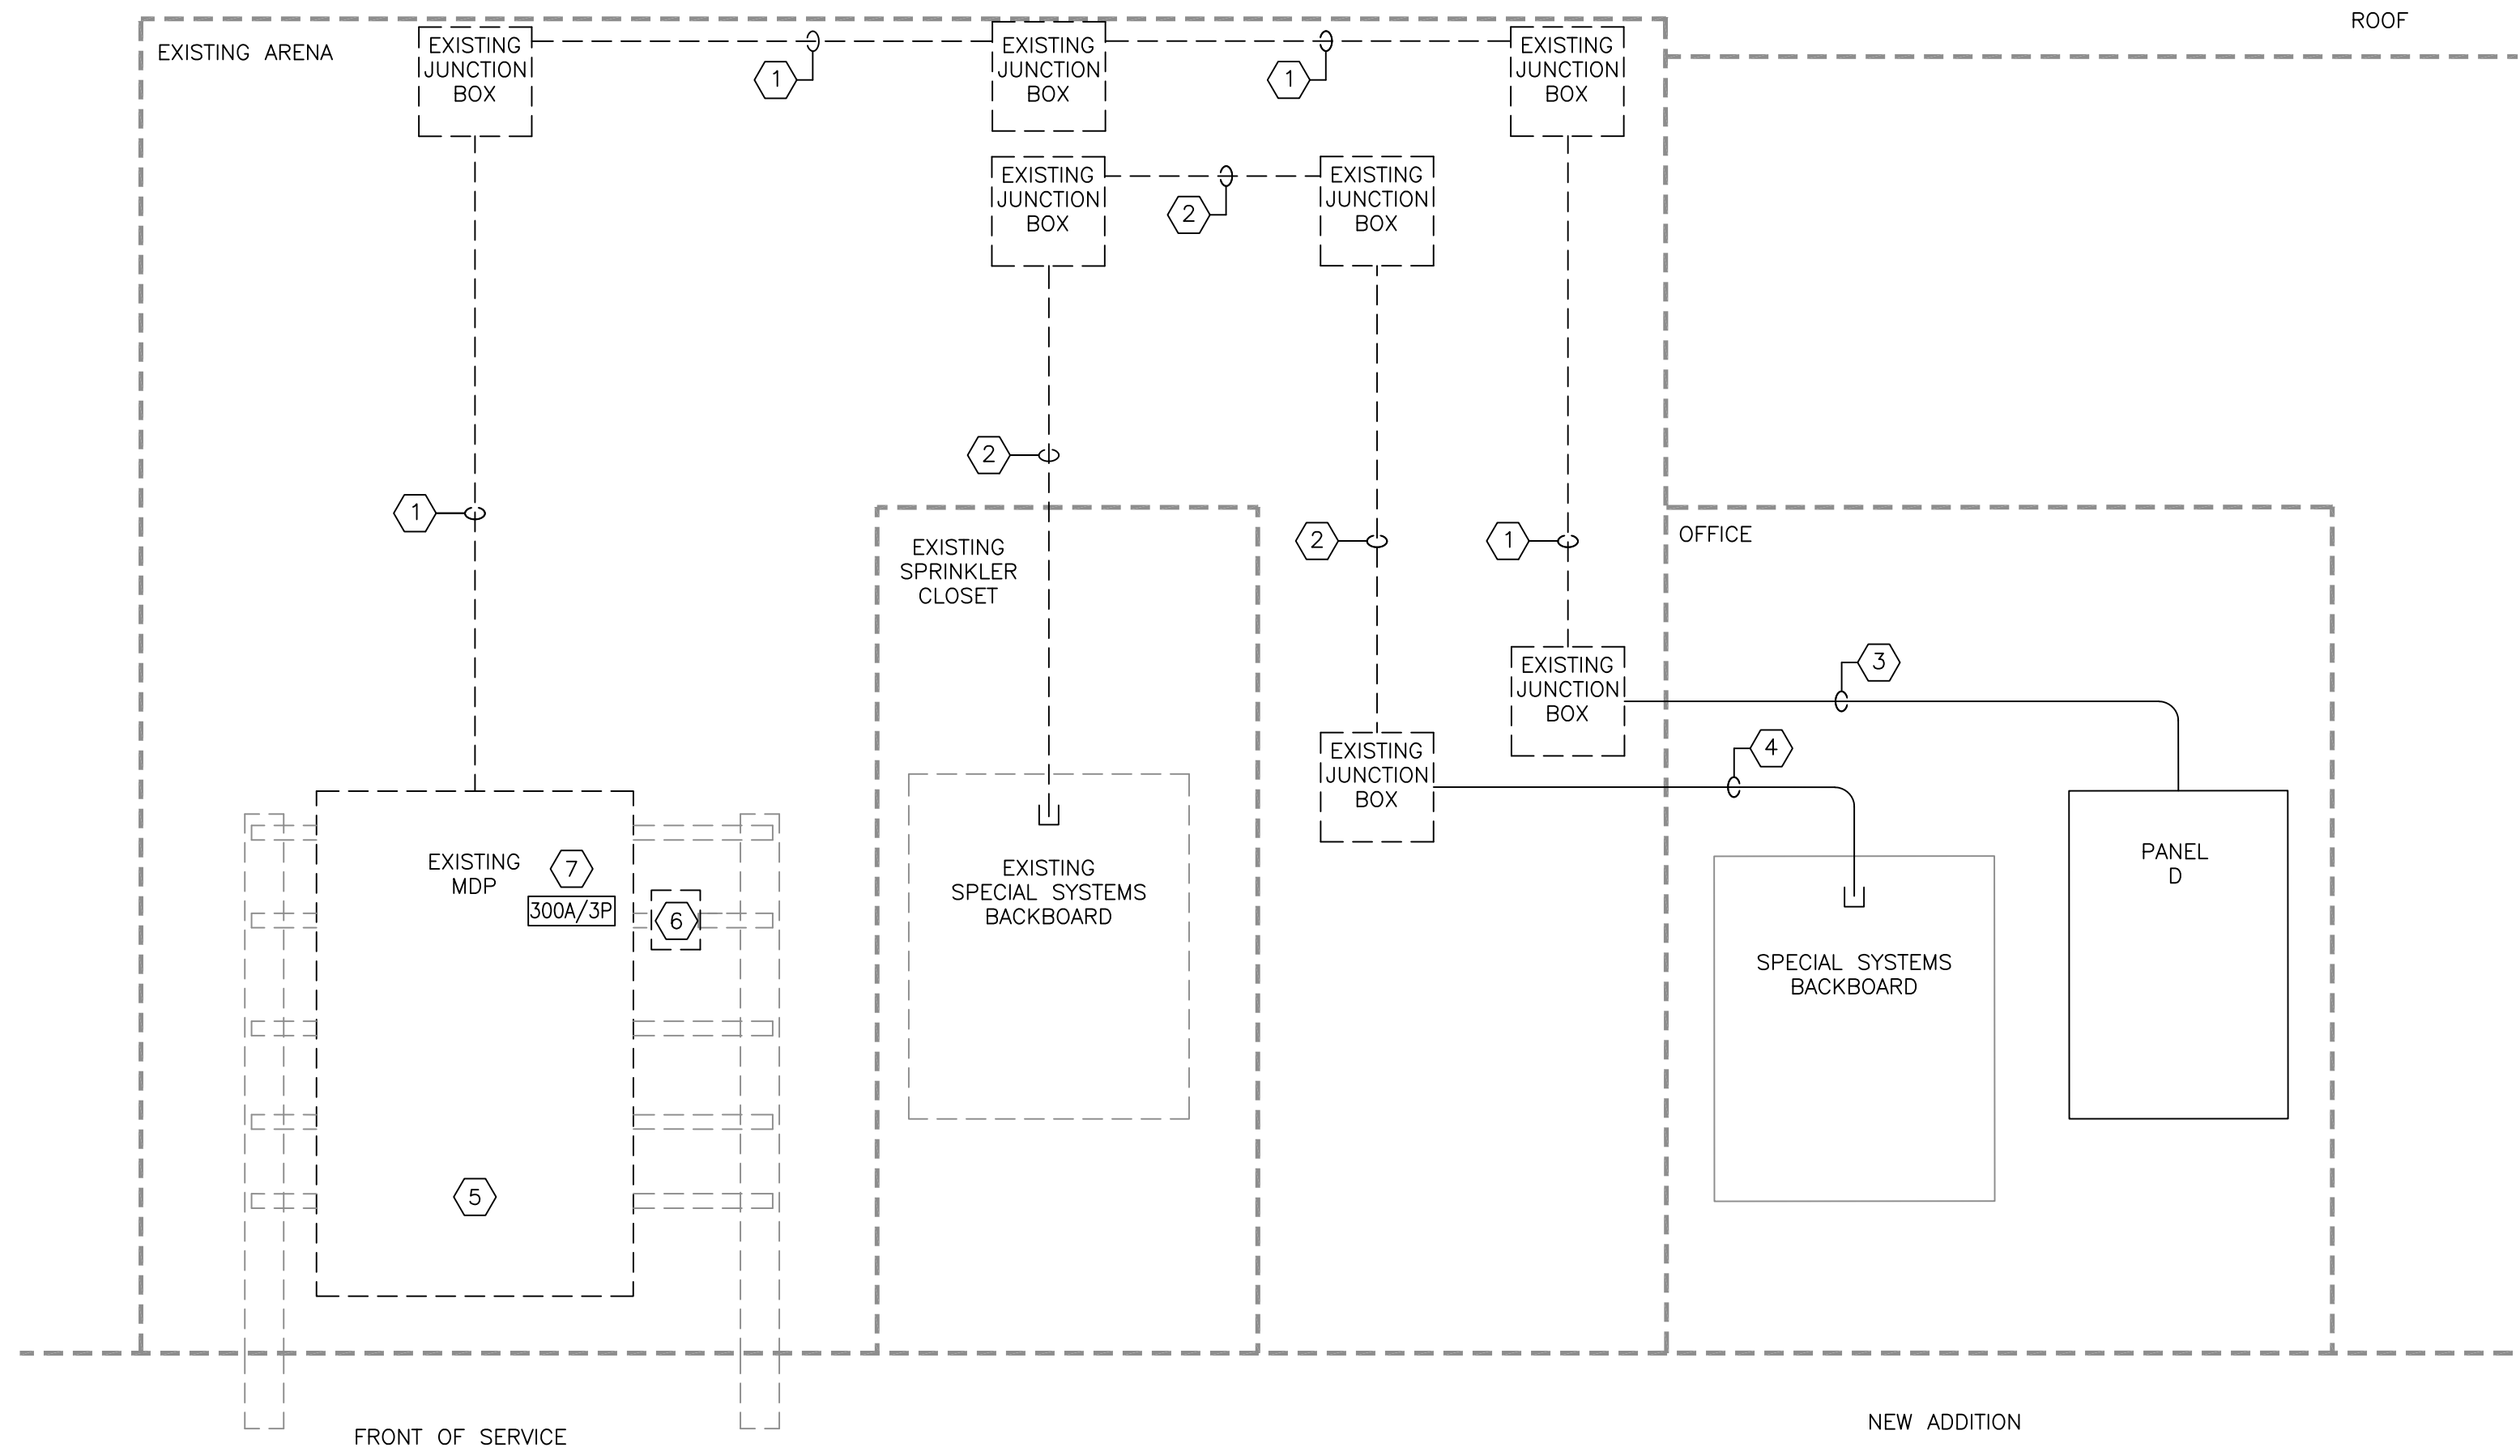 ROOF
EXISTING ARENA
EXISTING
JUNCTION
BOX
1
EXISTING
JUNCTION
BOX
1
EXISTING
JUNCTION
BOX
EXISTING
JUNCTION
BOX
2
EXISTING
JUNCTION
BOX
2
1
2
1
EXISTING
SPRINKLER
CLOSET
OFFICE
EXISTING
JUNCTION
BOX
3
EXISTING
JUNCTION
BOX
4
EXISTING
MDP
7
300A/3P
6
5
EXISTING
SPECIAL SYSTEMS
BACKBOARD
SPECIAL SYSTEMS
BACKBOARD
PANEL
D
FRONT OF SERVICE
NEW ADDITION